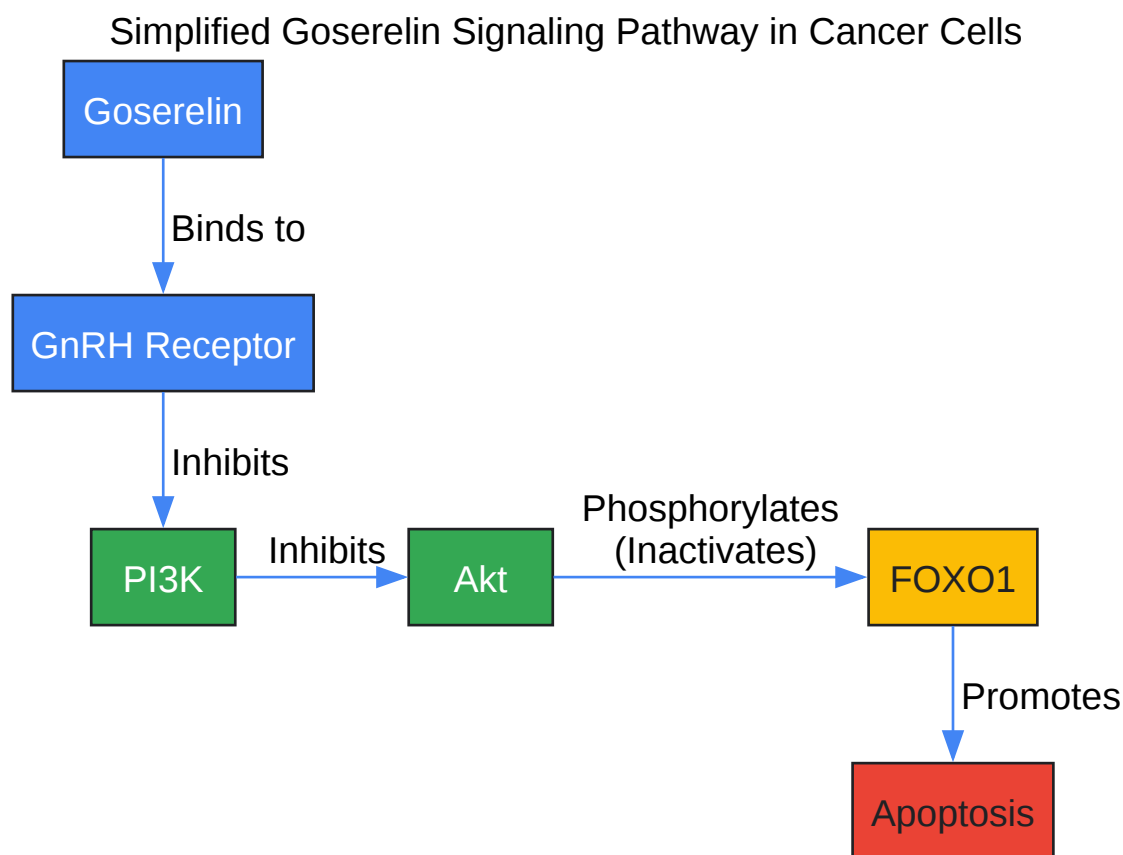 Simplified Goserelin Signaling Pathway in Cancer Cells
Goserelin
Binds to
GnRH Receptor
Inhibits
PI3K
Inhibits
Akt
Phosphorylates
(Inactivates)
FOXO1
Promotes
Apoptosis